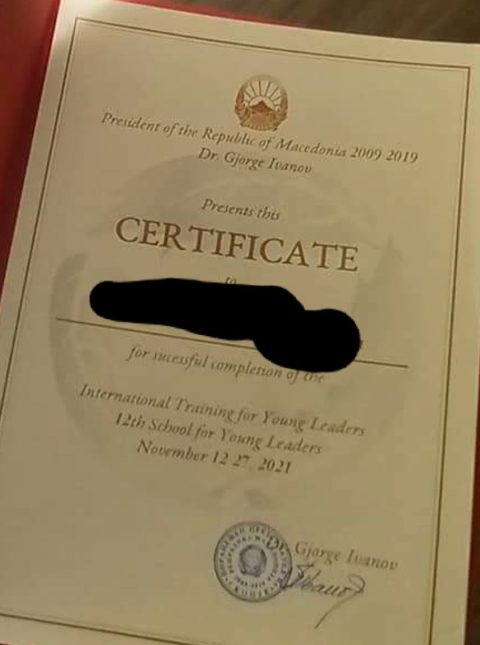 President of the Republic of Macedonia 2009 2019
Dr. Gjorge Ivanov
Presents this
CERTIFICATE
to
for sucessful completion of the
International Training for Young Leaders
12th School for Young Leaders
November 12 27, 2021
Gjorge Ivanov